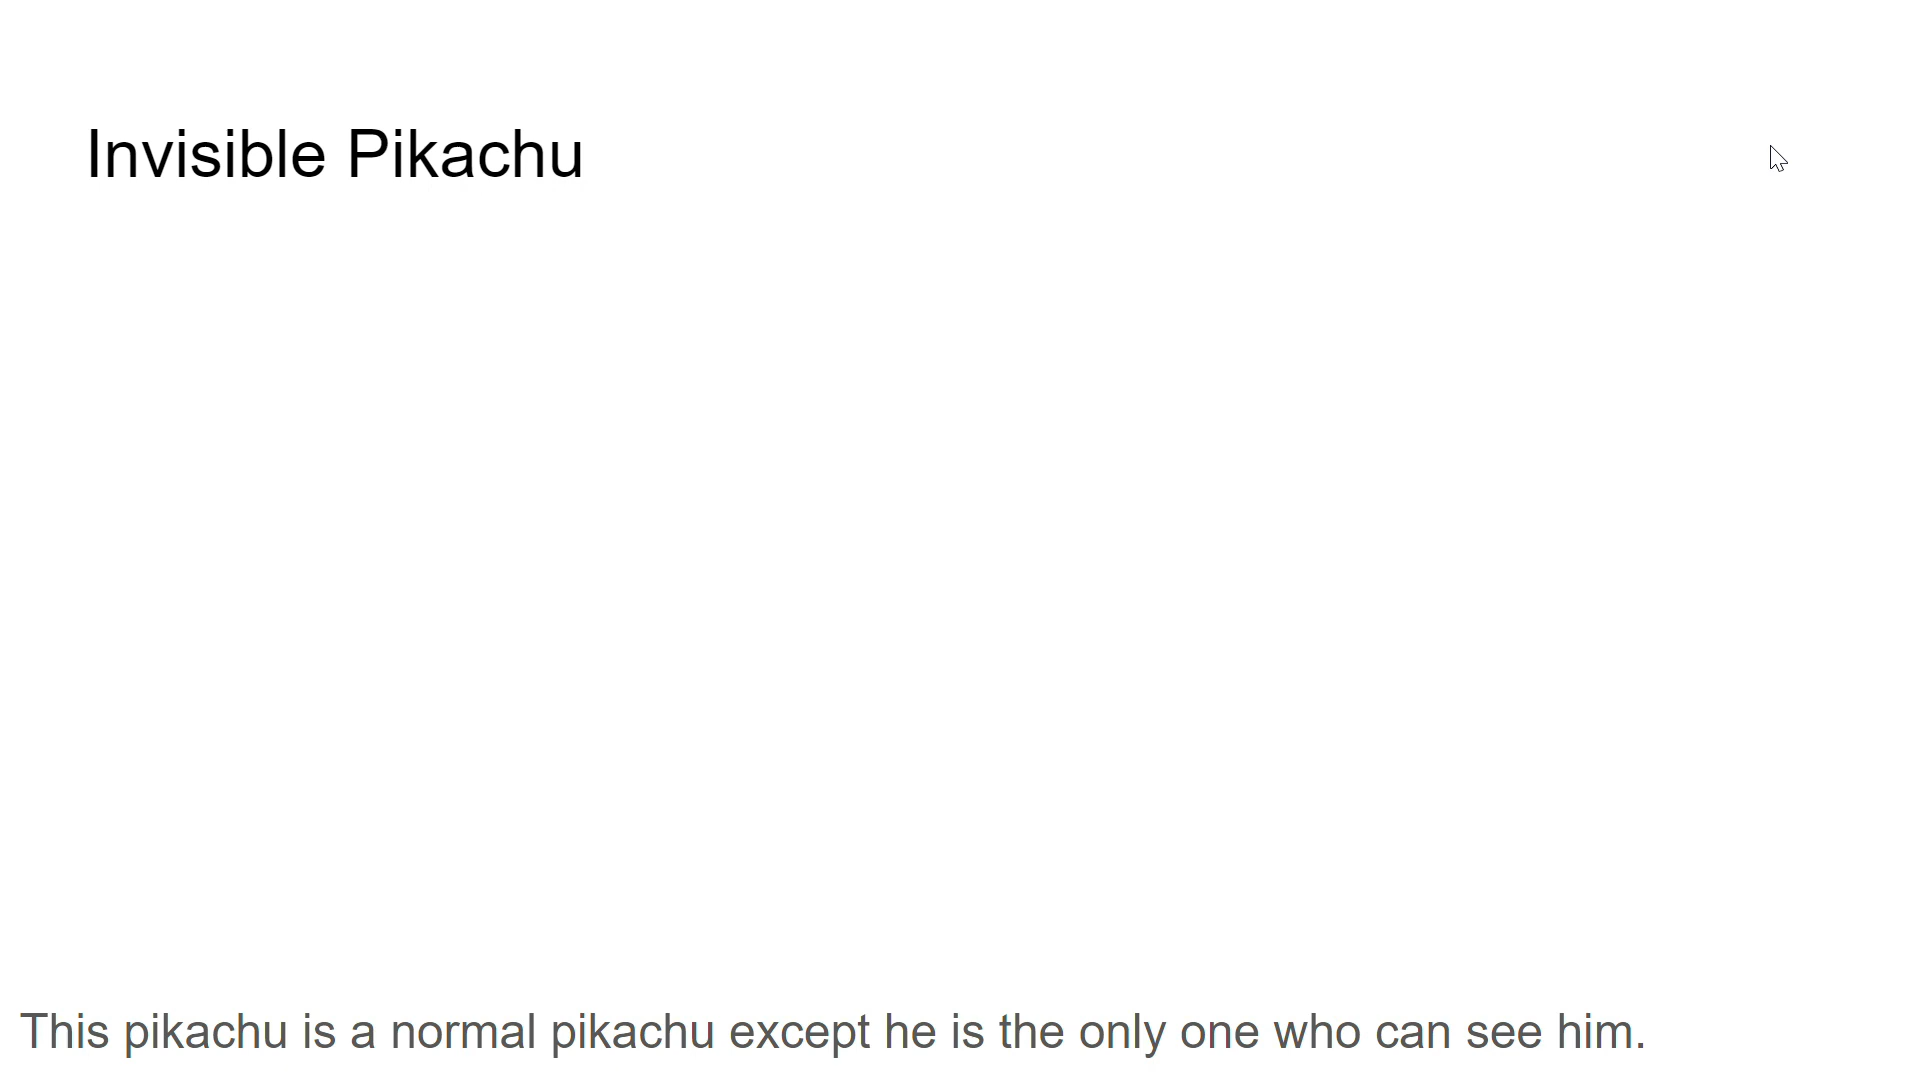 Invisible Pikachu
This pikachu is a normal pikachu except he is the only one who can see him.